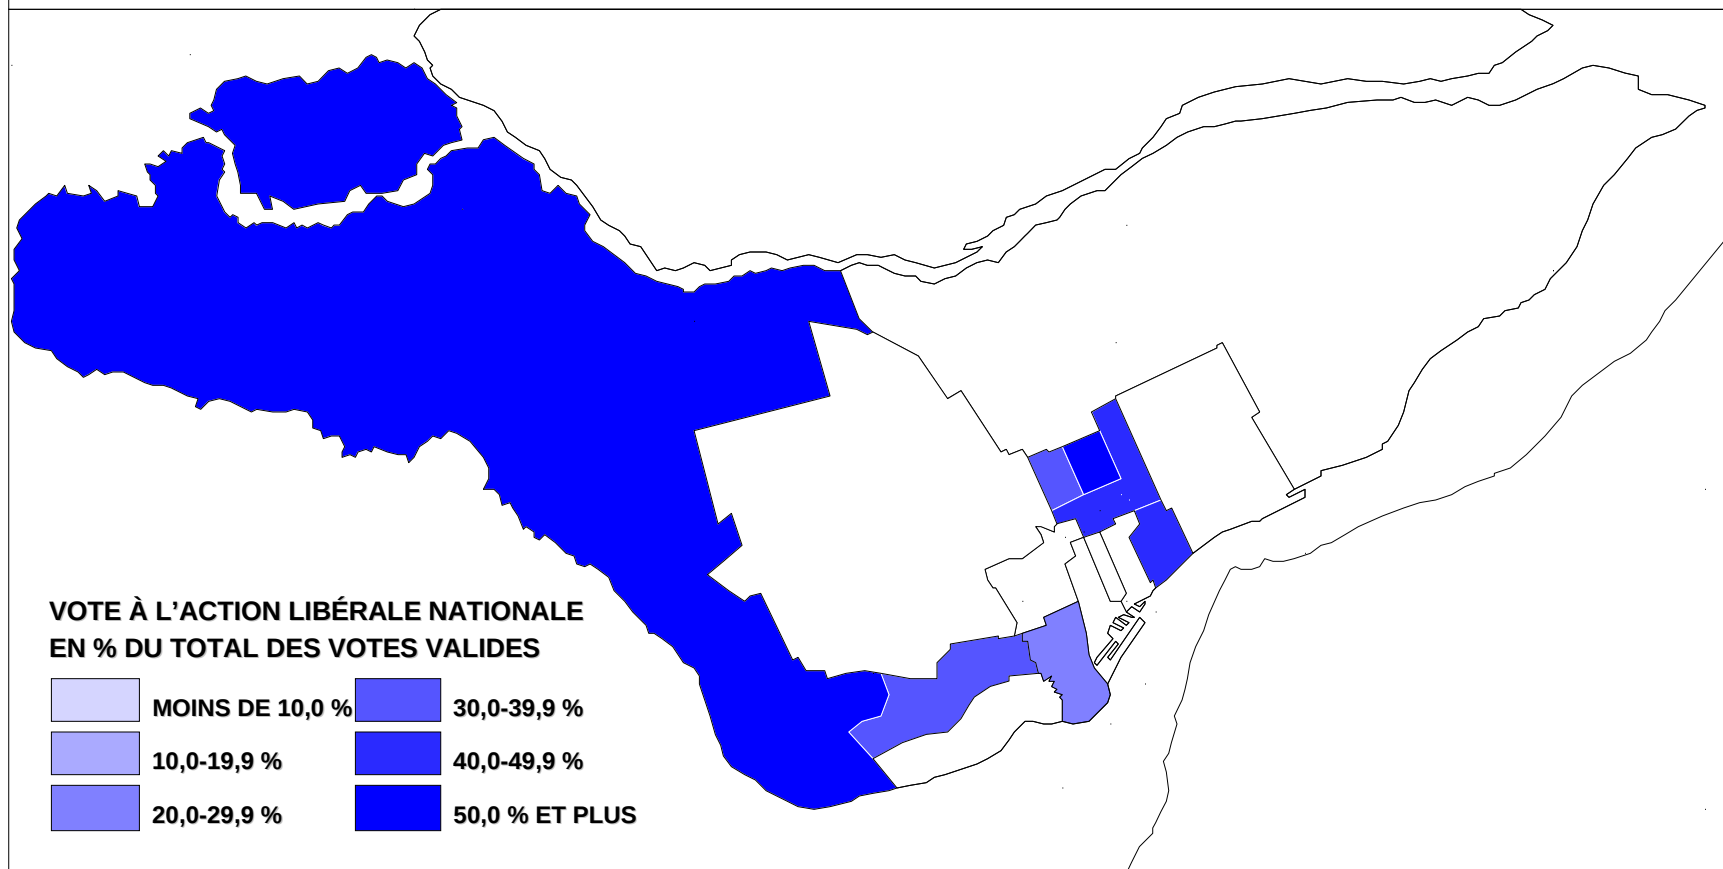 VOTE À L’ACTION LIBÉRALE NATIONALE
EN % DU TOTAL DES VOTES VALIDES
MOINS DE 10,0 %
10,0-19,9 %
20,0-29,9 %
30,0-39,9 %
40,0-49,9 %
50,0 % ET PLUS